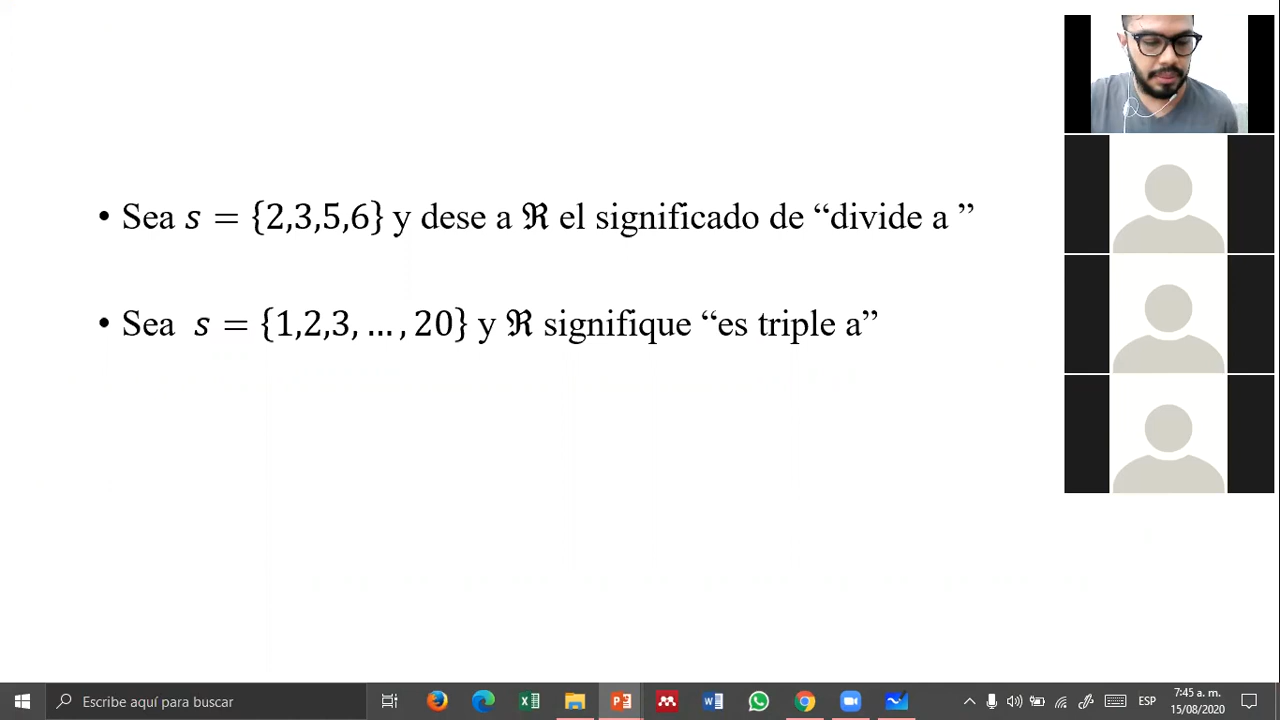 • Sea s = {2,3,5,6} y dese a ℜ el significado de “divide a ”
• Sea s = {1,2,3, … , 20} y ℜ signifique “es triple a”
Escribe aquí para buscar
ESP
7:45 a. m.
15/08/2020